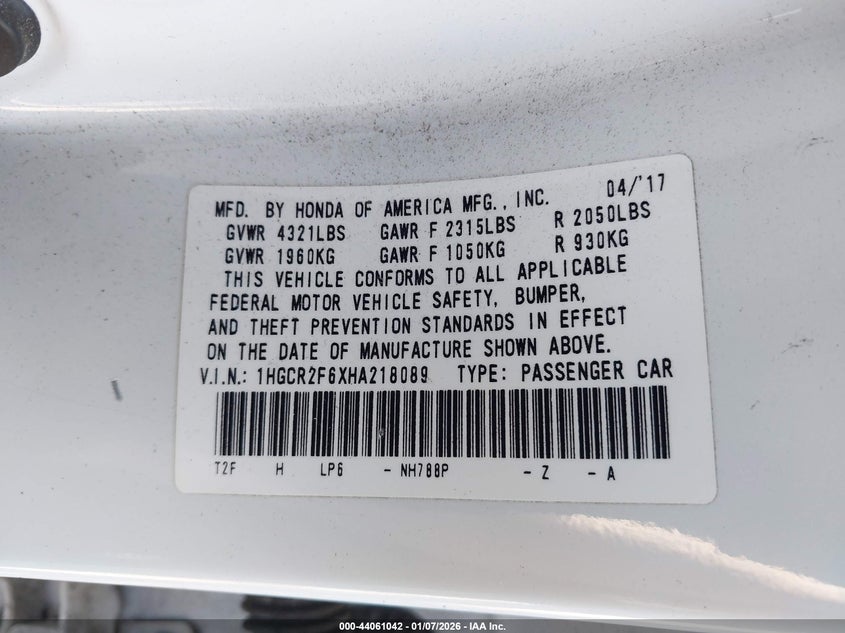 MFD. BY HONDA OF AMERICA MFG., INC. 04/'17
GVWR 4321LBS GAWR F 2315LBS R 2050LBS
GVWR 1960KG GAWR F 1050KG R 930KG
THIS VEHICLE CONFORMS TO ALL APPLICABLE
FEDERAL MOTOR VEHICLE SAFETY, BUMPER,
AND THEFT PREVENTION STANDARDS IN EFFECT
ON THE DATE OF MANUFACTURE SHOWN ABOVE.
V.I.N.: 1HGCR2F6XHA218089 TYPE: PASSENGER CAR
T2F H LP6 - NH788P - Z - A
000-44061042 - 01/07/2026 - IAA Inc.